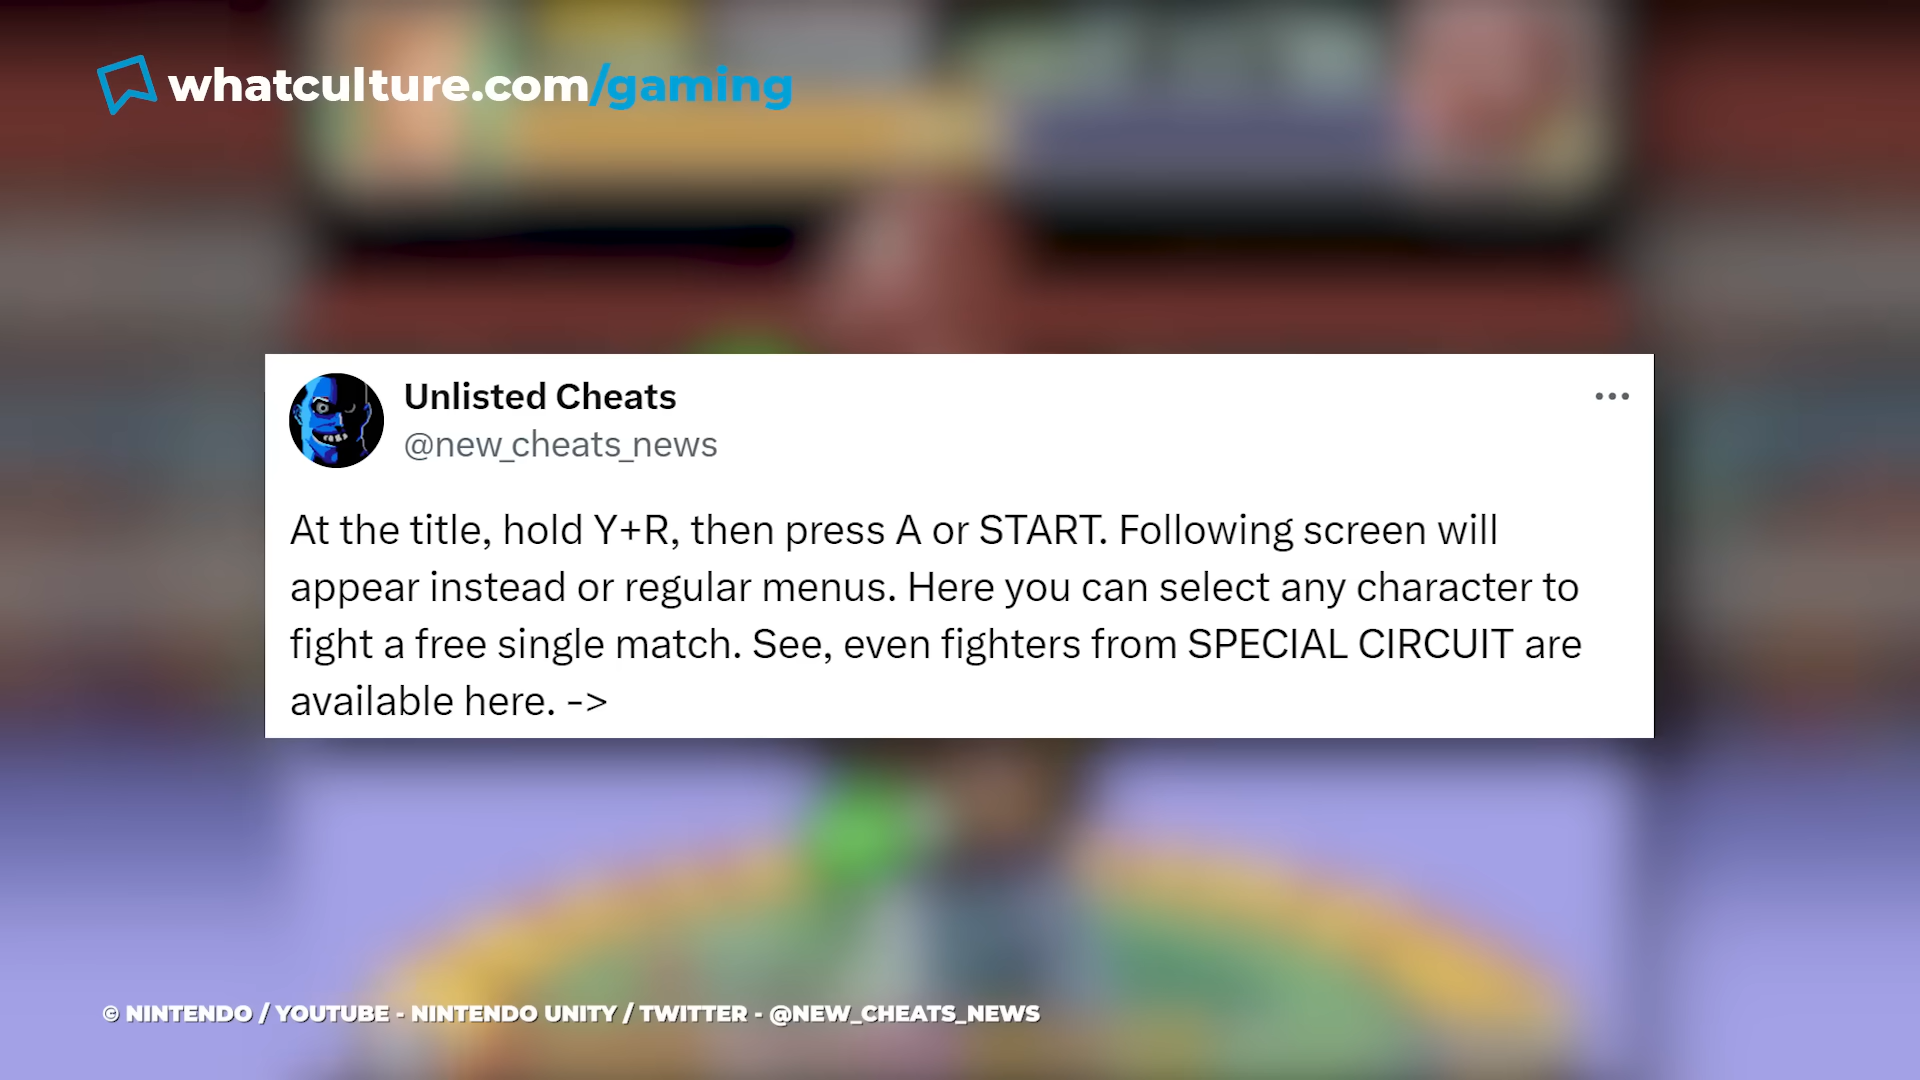 whatculture.com/gaming
Unlisted Cheats
@new_cheats_news
At the title, hold Y+R, then press A or START. Following screen will
appear instead or regular menus. Here you can select any character to
fight a free single match. See, even fighters from SPECIAL CIRCUIT are
available here. ->
© NINTENDO / YOUTUBE - NINTENDO UNITY / TWITTER - @NEW_CHEATS_NEWS